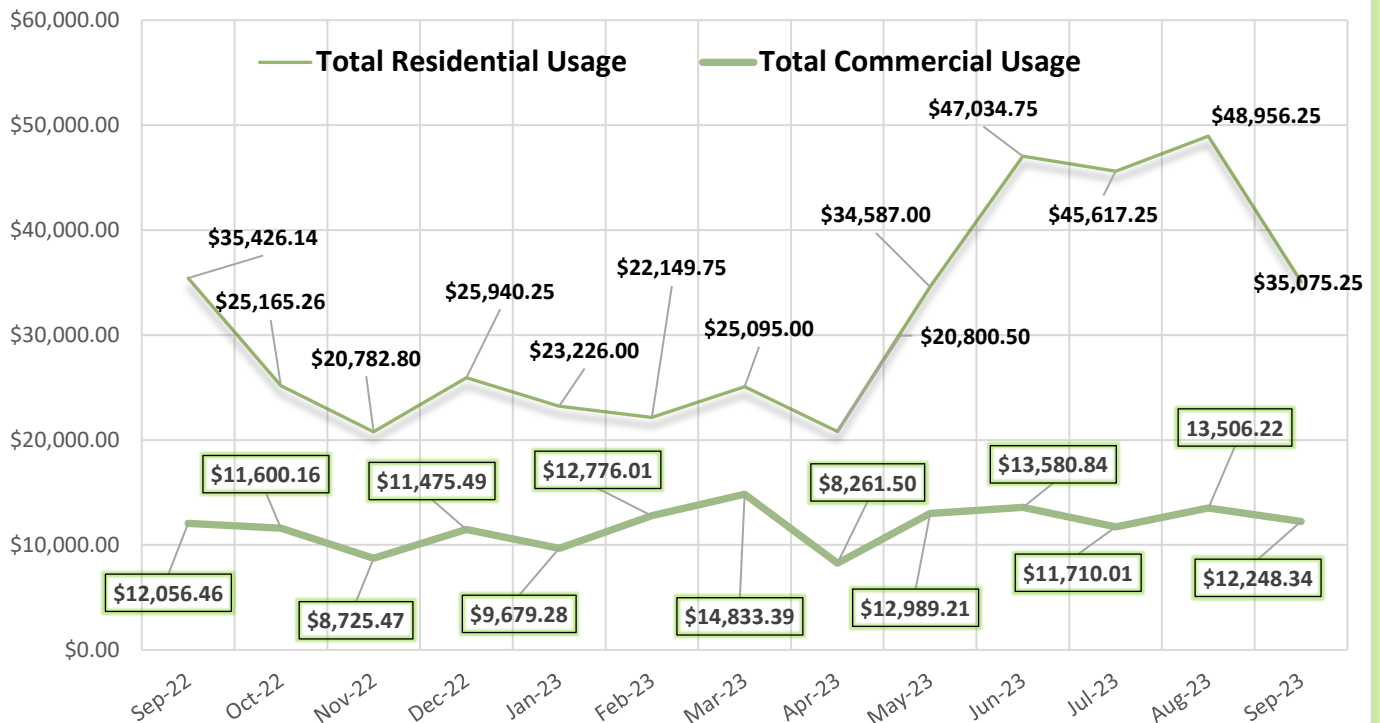 $60,000.00
$50,000.00
$40,000.00
$30,000.00
$20,000.00
$10,000.00
$0.00
Total Residential Usage
Total Commercial Usage
$35,426.14
$25,165.26
$20,782.80
$25,940.25
$23,226.00
$22,149.75
$25,095.00
$20,800.50
$34,587.00
$47,034.75
$45,617.25
$48,956.25
$35,075.25
$12,056.46
$11,600.16
$8,725.47
$11,475.49
$9,679.28
$12,776.01
$14,833.39
$8,261.50
$12,989.21
$13,580.84
$11,710.01
13,506.22
$12,248.34
Sep-22
Oct-22
Nov-22
Dec-22
Jan-23
Feb-23
Mar-23
Apr-23
May-23
Jun-23
Jul-23
Aug-23
Sep-23